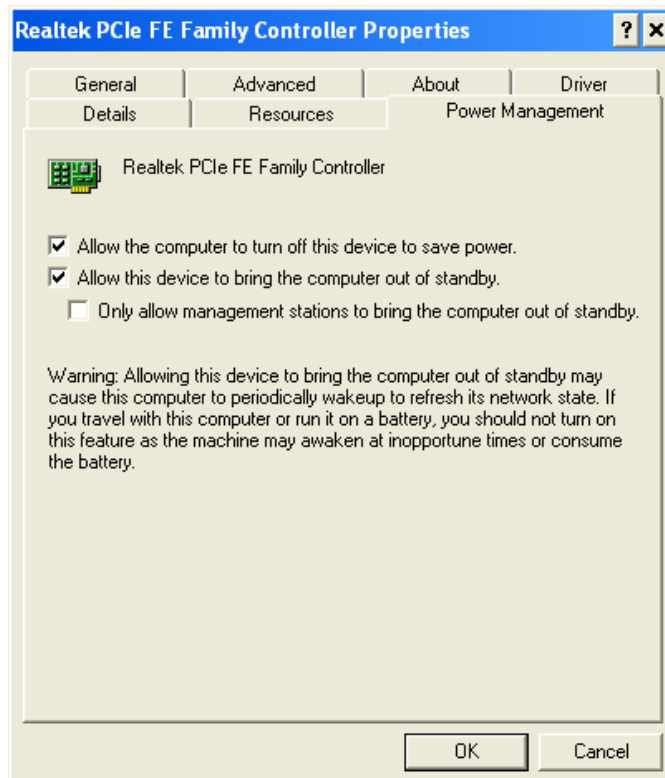 Realtek PCIe FE Family Controller Properties
General Advanced About Driver
Details Resources Power Management
Realtek PCIe FE Family Controller
Allow the computer to turn off this device to save power.
Allow this device to bring the computer out of standby.
Only allow management stations to bring the computer out of standby.
Warning: Allowing this device to bring the computer out of standby may
cause this computer to periodically wakeup to refresh its network state. If
you travel with this computer or run it on a battery, you should not turn on
this feature as the machine may awaken at inopportune times or consume
the battery.
OK Cancel